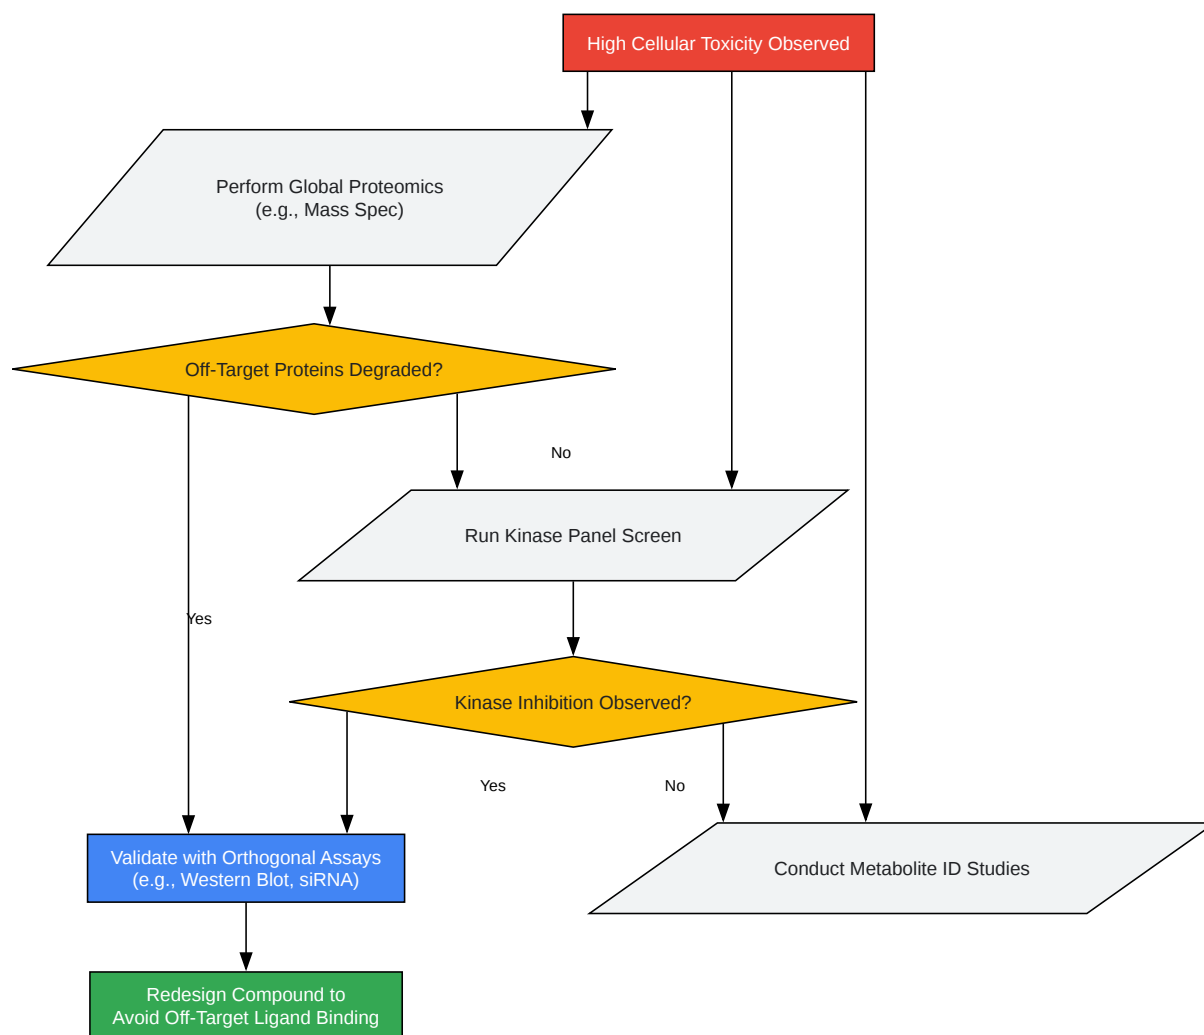 High Cellular Toxicity Observed
Perform Global Proteomics
(e.g., Mass Spec)
Off-Target Proteins Degraded?
No
Run Kinase Panel Screen
Yes
Kinase Inhibition Observed?
Yes
No
Validate with Orthogonal Assays
(e.g., Western Blot, siRNA)
Conduct Metabolite ID Studies
Redesign Compound to
Avoid Off-Target Ligand Binding